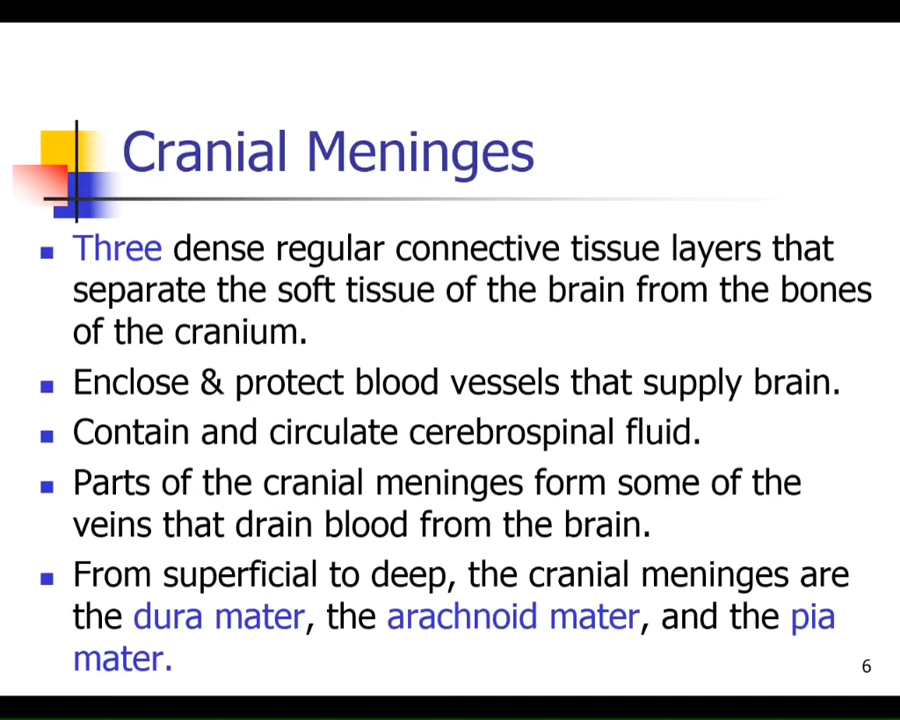 Cranial Meninges
Three dense regular connective tissue layers that
separate the soft tissue of the brain from the bones
of the cranium.
Enclose & protect blood vessels that supply brain.
Contain and circulate cerebrospinal fluid.
Parts of the cranial meninges form some of the
veins that drain blood from the brain.
From superficial to deep, the cranial meninges are
the dura mater, the arachnoid mater, and the pia
mater.
6